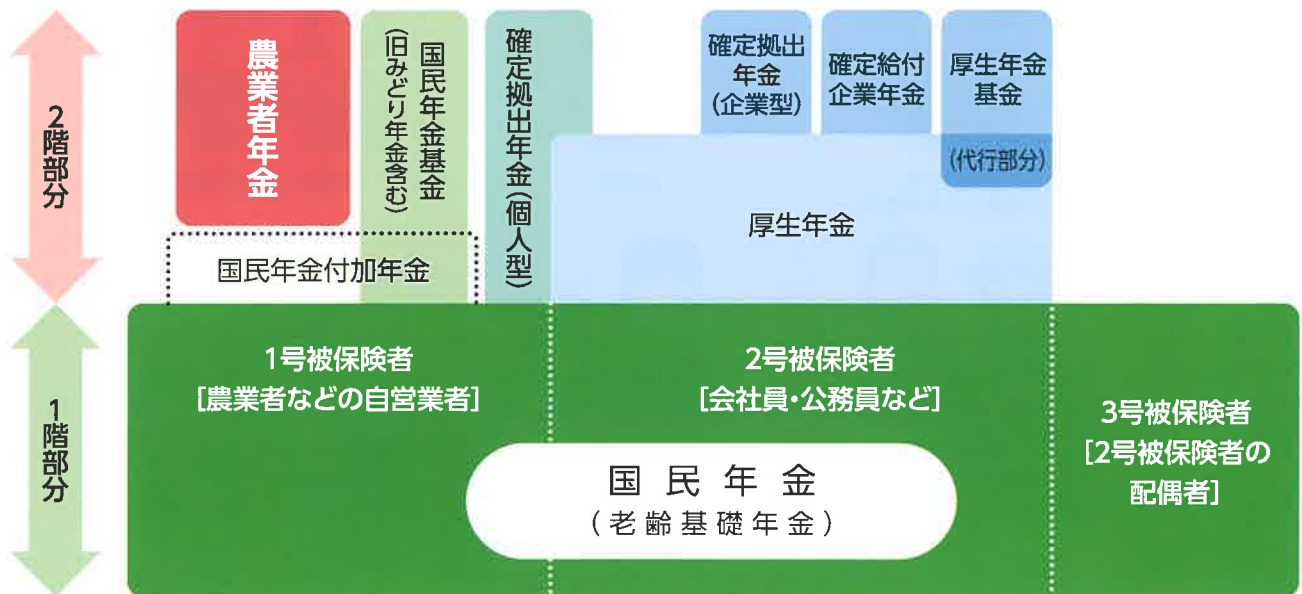 2階部分
農業者年金
国民年金基金
(旧みどり年金含む)
確定拠出年金(個人型)
確定拠出
年金
(企業型)
確定給付
企業年金
厚生年金
基金
(代行部分)
厚生年金
国民年金付加年金
1階部分
1号被保険者
[農業者などの自営業者]
2号被保険者
[会社員・公務員など]
3号被保険者
[2号被保険者の
配偶者]
国民年金
(老齢基礎年金)